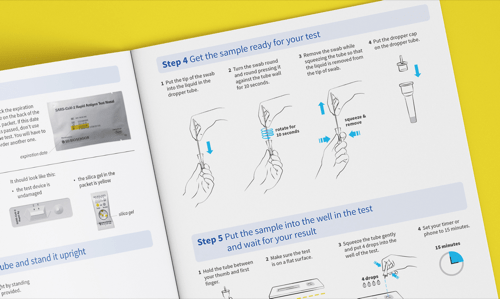 ck the expiration
e on the back of the
packet. If this date
s passed, don't use
e test. You will have to
order another one.
expiration date
SARS-CoV-2 Rapid Antigen Test Nasal
It should look like this:
• the test device is
undamaged
• the silica gel in the
packet is yellow
silica gel
ube and stand it upright
ght by standing
provided.
Step 4 Get the sample ready for your test
1 Put the tip of the swab
into the liquid in the
dropper tube.
2 Turn the swab round
and round pressing it
against the tube wall
for 10 seconds.
rotate for
10 seconds
3 Remove the swab while
squeezing the tube so that
the liquid is removed from
the tip of swab.
squeeze &
remove
4 Put the dropper cap
on the dropper tube.
Step 5 Put the sample into the well in the test
and wait for your result
1 Hold the tube between
your thumb and first
finger.
2 Make sure the test
is on a flat surface.
3 Squeeze the tube gently
and put 4 drops into the
well of the test.
4 drops
4 Set your timer or
phone to 15 minutes.
15 minutes